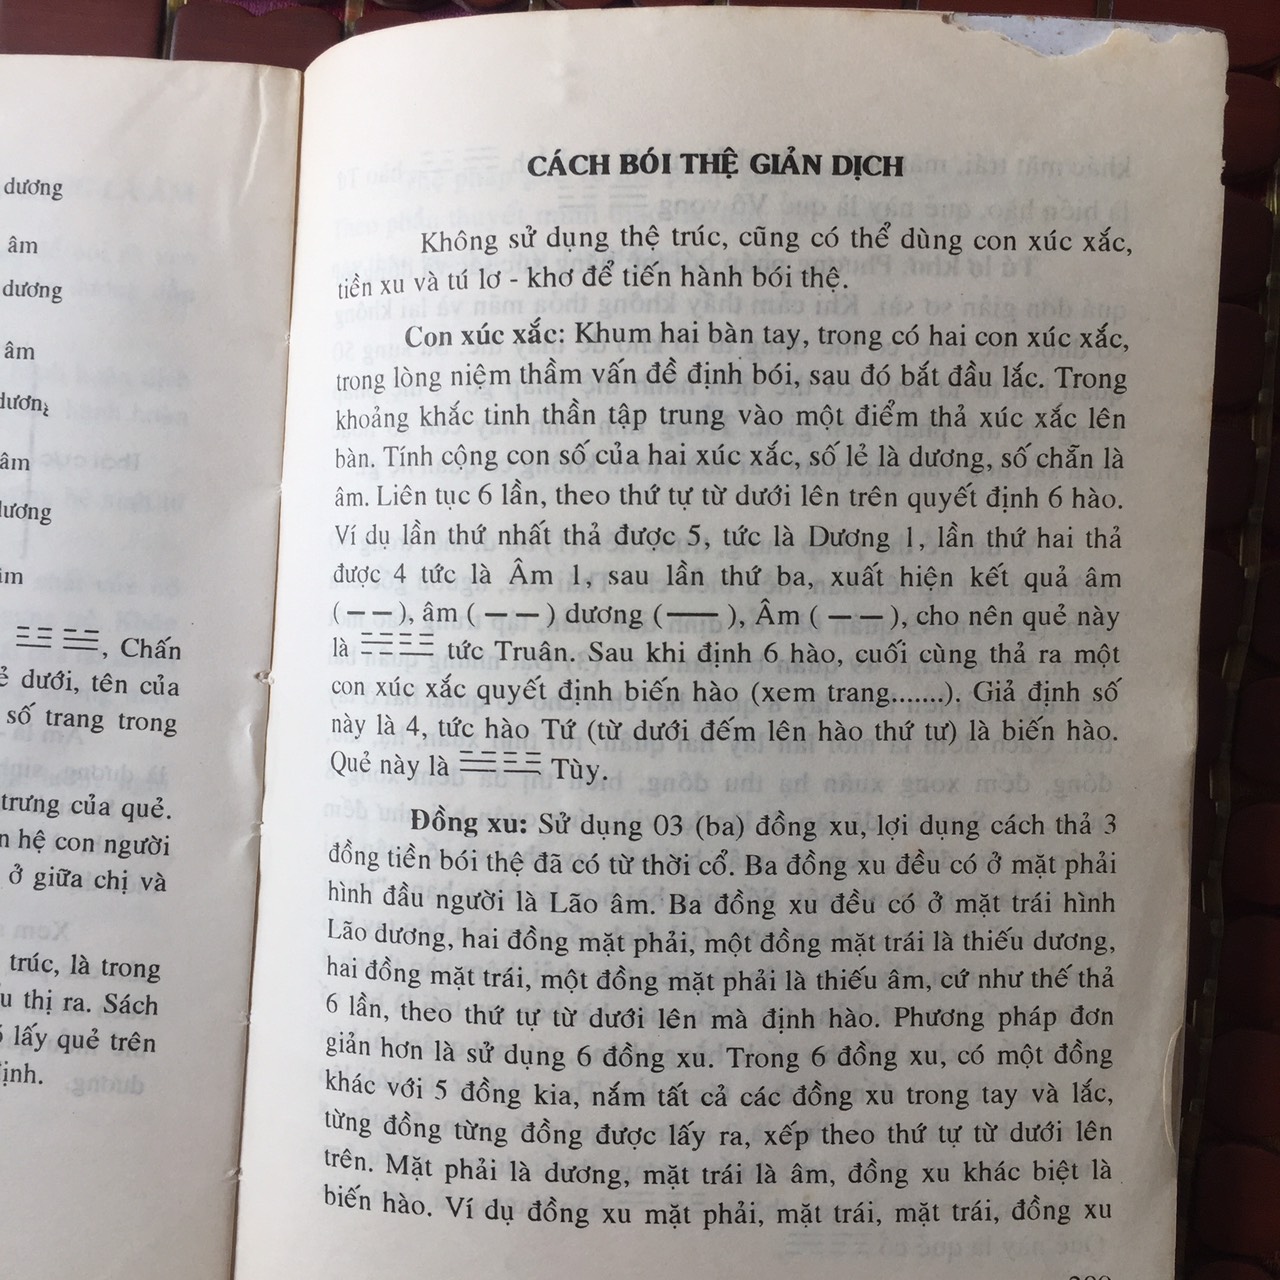 dương
âm
dương
âm
âm
, Chấn
dưới, tên của
số trang trong
trưng của quẻ.
hệ con người
ở giữa chị và
trúc, là trong
thị ra. Sách
lấy quẻ trên
CÁCH BÓI THỆ GIẢN DỊCH
Không sử dụng thệ trúc, cũng có thể dùng con xúc xắc,
tiền xu và tú lơ - khơ để tiến hành bói thệ.
Con xúc xắc: Khum hai bàn tay, trong có hai con xúc xắc,
trong lòng niệm thầm vấn đề định bói, sau đó bắt đầu lắc. Trong
khoảng khắc tinh thần tập trung vào một điểm thả xúc xắc lên
bàn. Tính cộng con số của hai xúc xắc, số lẻ là dương, số chẵn là
âm. Liên tục 6 lần, theo thứ tự từ dưới lên trên quyết định 6 hào.
Ví dụ lần thứ nhất thả được 5, tức là Dương 1, lần thứ hai thả
được 4 tức là Âm 1, sau lần thứ ba, xuất hiện kết quả âm
( — — ), âm ( — — ) dương ( —— ), Âm ( — — ), cho nên quẻ này
là tức Truân. Sau khi định 6 hào, cuối cùng thả ra một
con xúc xắc quyết định biến hào (xem trang.......). Giả định số
này là 4, tức hào Tứ (từ dưới đếm lên hào thứ tư) là biến hào.
Quẻ này là Tùy.
Đồng xu: Sử dụng 03 (ba) đồng xu, lợi dụng cách thả 3
đồng tiền bói thệ đã có từ thời cổ. Ba đồng xu đều có ở mặt phải
hình đầu người là Lão âm. Ba đồng xu đều có ở mặt trái hình
Lão dương, hai đồng mặt phải, một đồng mặt trái là thiếu dương,
hai đồng mặt trái, một đồng mặt phải là thiếu âm, cứ như thế thả
6 lần, theo thứ tự từ dưới lên mà định hào. Phương pháp đơn
giản hơn là sử dụng 6 đồng xu. Trong 6 đồng xu, có một đồng
khác với 5 đồng kia, nắm tất cả các đồng xu trong tay và lắc,
từng đồng từng đồng được lấy ra, xếp theo thứ tự từ dưới lên
trên. Mặt phải là dương, mặt trái là âm, đồng xu khác biệt là
biến hào. Ví dụ đồng xu mặt phải, mặt trái, mặt trái, đồng xu